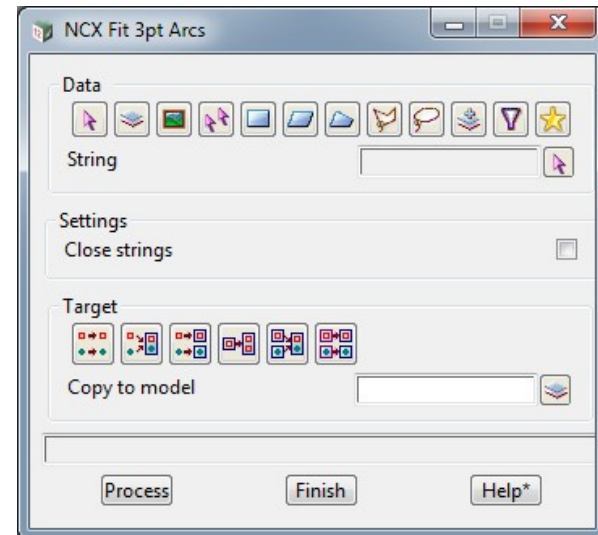 NCX Fit 3pt Arcs
Data
String
Settings
Close strings
Target
Copy to model
Process Finish Help*